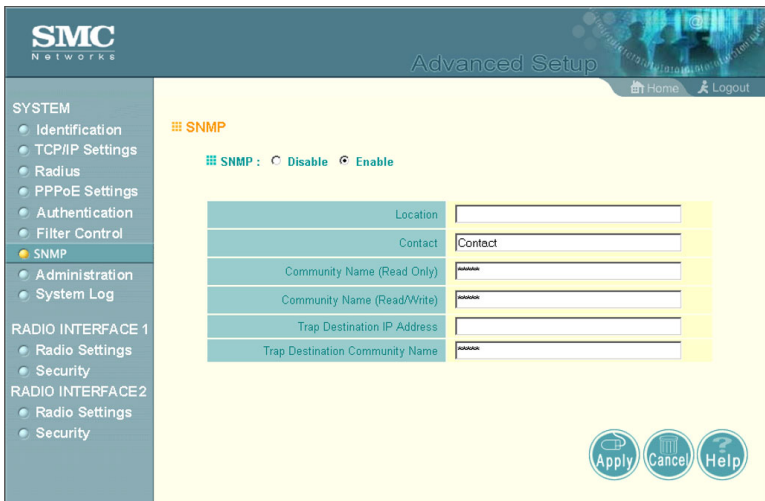 SMC
Networks
Advanced Setup
Home Logout
SYSTEM
Identification
TCP/IP Settings
Radius
PPPoE Settings
Authentication
Filter Control
SNMP
Administration
System Log
RADIO INTERFACE 1
Radio Settings
Security
RADIO INTERFACE2
Radio Settings
Security
SNMP
SNMP : Disable Enable
Location
Contact Contact
Community Name (Read Only) *****
Community Name (Read/Write) *****
Trap Destination IP Address
Trap Destination Community Name *****
Apply Cancel Help